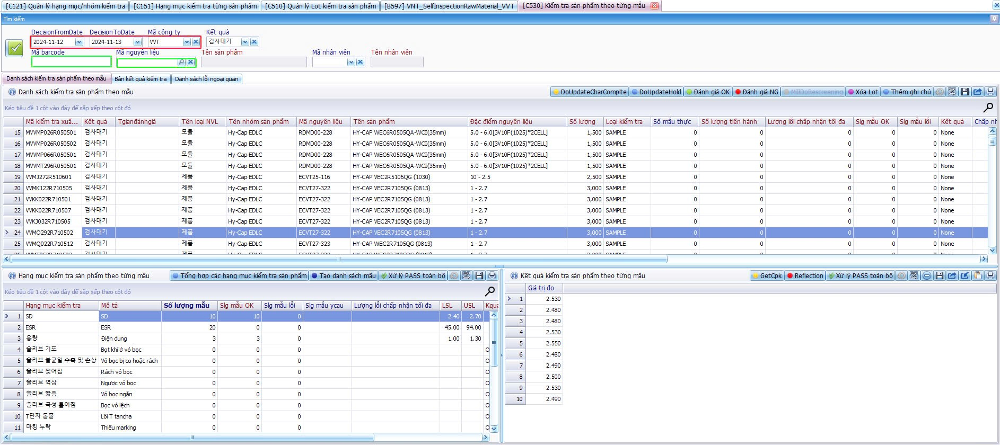 [C121] Quản lý hạng mục/nhóm kiểm tra [C151] Hạng mục kiểm tra từng sản phẩm [C510] Quản lý Lot kiểm tra sản phẩm [B597] VNT_SelfInspectionRawMaterial_VVT [C530] Kiểm tra sản phẩm theo từng mẫu
Tìm kiếm
DecisionFromDate DecisionToDate Mã công ty Kết quả
2024-11-12 2024-11-13 VVT 검사대기
Mã barcode Mã nguyên liệu Tên sản phẩm Mã nhân viên Tên nhân viên
Danh sách kiểm tra sản phẩm theo mẫu Bản kết quả kiểm tra Danh sách lỗi ngoại quan
Danh sách kiểm tra sản phẩm theo mẫu DoUpdateCharComplte DoUpdateHold Đánh giá OK Đánh giá NG MIIDoRescreening Xóa Lot Thêm ghi chú
Kéo tiêu đề 1 cột vào đây để sắp xếp theo cột đó
Mã kiểm tra xuấ... Kết quả Tgianđánhgiá Tên loại NVL Tên nhóm sản phẩm Mã nguyên liệu Tên sản phẩm Đặc điểm nguyên liệu Số lượng Loại kiểm tra Số mẫu thực Số lượng tiến hành Lượng lỗi chấp nhận tối đa Slg mẫu OK Slg mẫu lỗi Kết quả Chấp nh
15 MVVMP026R050501 검사대기 모듈 Hy-Cap EDLC RDMD00-228 HY-CAP WEC6R0505QA-WCI(35mm) 5.0 - 6.0[3V10F(1025)*2CELL] 1,500 SAMPLE 0 0 0 0 0 None
16 MVVMP026R050502 검사대기 모듈 Hy-Cap EDLC RDMD00-228 HY-CAP WEC6R0505QA-WCI(35mm) 5.0 - 6.0[3V10F(1025)*2CELL] 1,500 SAMPLE 0 0 0 0 0 None
17 MVVMP066R050501 검사대기 모듈 Hy-Cap EDLC RDMD00-228 HY-CAP WEC6R0505QA-WCI(35mm) 5.0 - 6.0[3V10F(1025)*2CELL] 1,500 SAMPLE 0 0 0 0 0 None
18 MVVMT296R050501 검사대기 모듈 Hy-Cap EDLC RDMD00-228 HY-CAP WEC6R0505QA-WCI(35mm) 5.0 - 6.0[3V10F(1025)*2CELL] 1,500 SAMPLE 0 0 0 0 0 None
19 VVMJ272R510601 검사대기 제품 Hy-Cap EDLC ECVT25-116 HY-CAP VEC2R5106QG (1030) 10 - 2.5 2,500 SAMPLE 0 0 0 0 0 None
20 VVMK122R710505 검사대기 제품 Hy-Cap EDLC ECVT27-322 HY-CAP VEC2R7105QG (0813) 1 - 2.7 3,000 SAMPLE 0 0 0 0 0 None
21 VVKK022R710501 검사대기 제품 Hy-Cap EDLC ECVT27-322 HY-CAP VEC2R7105QG (0813) 1 - 2.7 3,000 SAMPLE 0 0 0 0 0 None
22 VVKK022R710507 검사대기 제품 Hy-Cap EDLC ECVT27-322 HY-CAP VEC2R7105QG (0813) 1 - 2.7 3,000 SAMPLE 0 0 0 0 0 None
23 VVKJ032R710505 검사대기 제품 Hy-Cap EDLC ECVT27-322 HY-CAP VEC2R7105QG (0813) 1 - 2.7 3,000 SAMPLE 0 0 0 0 0 None
24 VVMO292R710502 검사대기 제품 Hy-Cap EDLC ECVT27-322 HY-CAP VEC2R7105QG (0813) 1 - 2.7 3,000 SAMPLE 0 0 0 0 0 None
25 VVMQ022R710512 검사대기 제품 Hy-Cap EDLC ECVT27-323 HY-CAP WEC2R7105QG (0813) 1 - 2.7 3,000 SAMPLE 0 0 0 0 0 None
Hạng mục kiểm tra sản phẩm theo từng mẫu Tổng hợp các hạng mục kiểm tra sản phẩm Tạo danh sách mẫu Xử lý PASS toàn bộ
Kéo tiêu đề 1 cột vào đây để sắp xếp theo cột đó
Hạng mục kiểm tra Mô tả Số lượng mẫu Slg mẫu OK Slg mẫu lỗi Slg mẫu ycau Lượng lỗi chấp nhận tối đa LSL USL Kqua
1 SD SD 10 10 0 2.40 2.70
2 ESR ESR 20 0 0 45.00 94.00
3 용량 Điện dung 3 3 0 1.00 1.30
4 슬리브 기포 Bọt khí ở vỏ bọc 0 0 0 O
5 슬리브 불균일 수축 및 손상 Vỏ bọc bị co hoặc rách 0 0 0 O
6 슬리브 찢어짐 Rách vỏ bọc 0 0 0 O
7 슬리브 역삽 Ngược vỏ bọc 0 0 0 O
8 슬리브 짧음 Vỏ bọc ngắn 0 0 0 O
9 슬리브 극성 틀어짐 Bọc vỏ lệch 0 0 0 O
10 T단자 돌출 Lồi T tancha 0 0 0 O
11 마킹 누락 Thiếu marking 0 0 0 O
Kết quả kiểm tra sản phẩm theo từng mẫu GetCpk Reflection Xử lý PASS toàn bộ
Giá trị đo
1 2.530
2 2.480
3 2.480
4 2.530
5 2.550
6 2.480
7 2.490
8 2.500
9 2.530
10 2.490